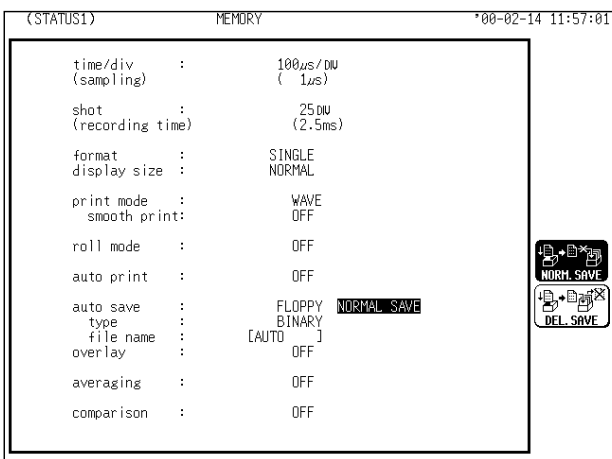 (STATUS1) MEMORY '00-02-14 11:57:01
time/div : 100µs/DIV
(sampling) ( 1µs)
shot : 25DIV
(recording time) (2.5ms)
format : SINGLE
display size : NORMAL
print mode : WAVE
smooth print: OFF
roll mode : OFF
auto print : OFF
auto save : FLOPPY NORMAL SAVE
type : BINARY
file name : [AUTO ]
overlay : OFF
averaging : OFF
comparison : OFF
NORM. SAVE
DEL. SAVE